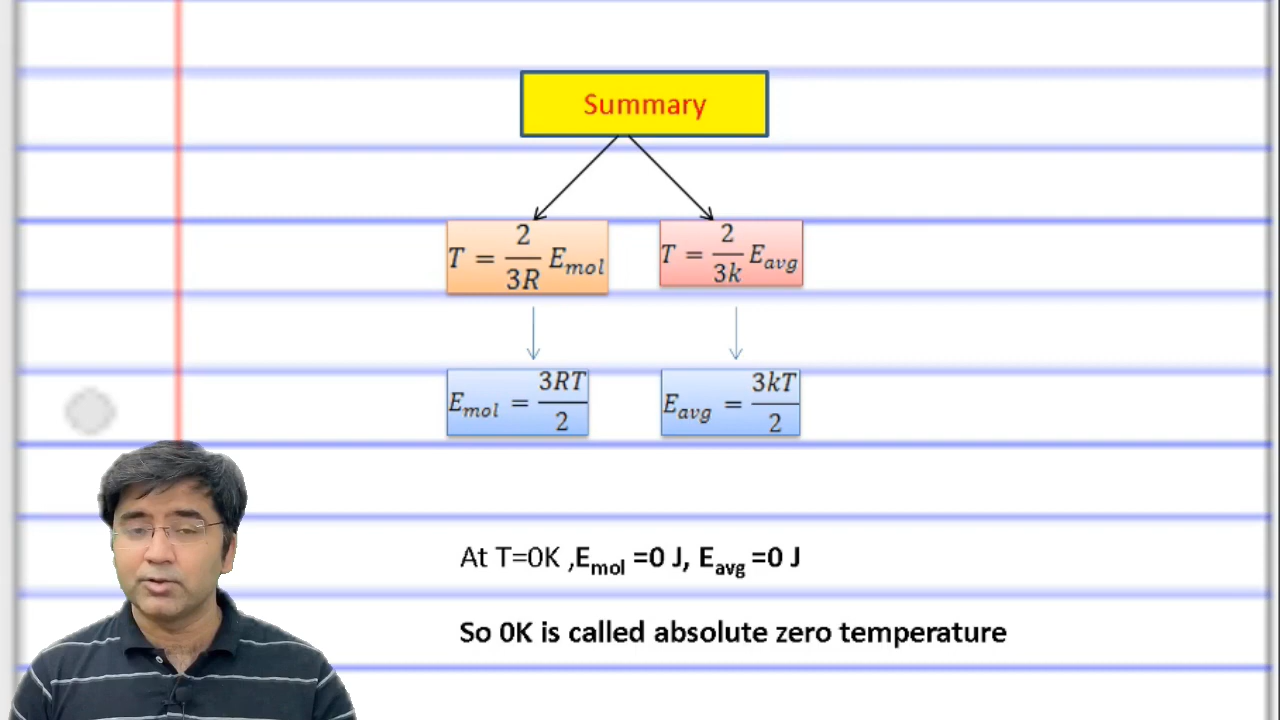 Summary
T = 2/3R E_mol
T = 2/3k E_avg
E_mol = 3RT/2
E_avg = 3kT/2
At T=0K ,E_mol =0 J, E_avg =0 J
So 0K is called absolute zero temperature